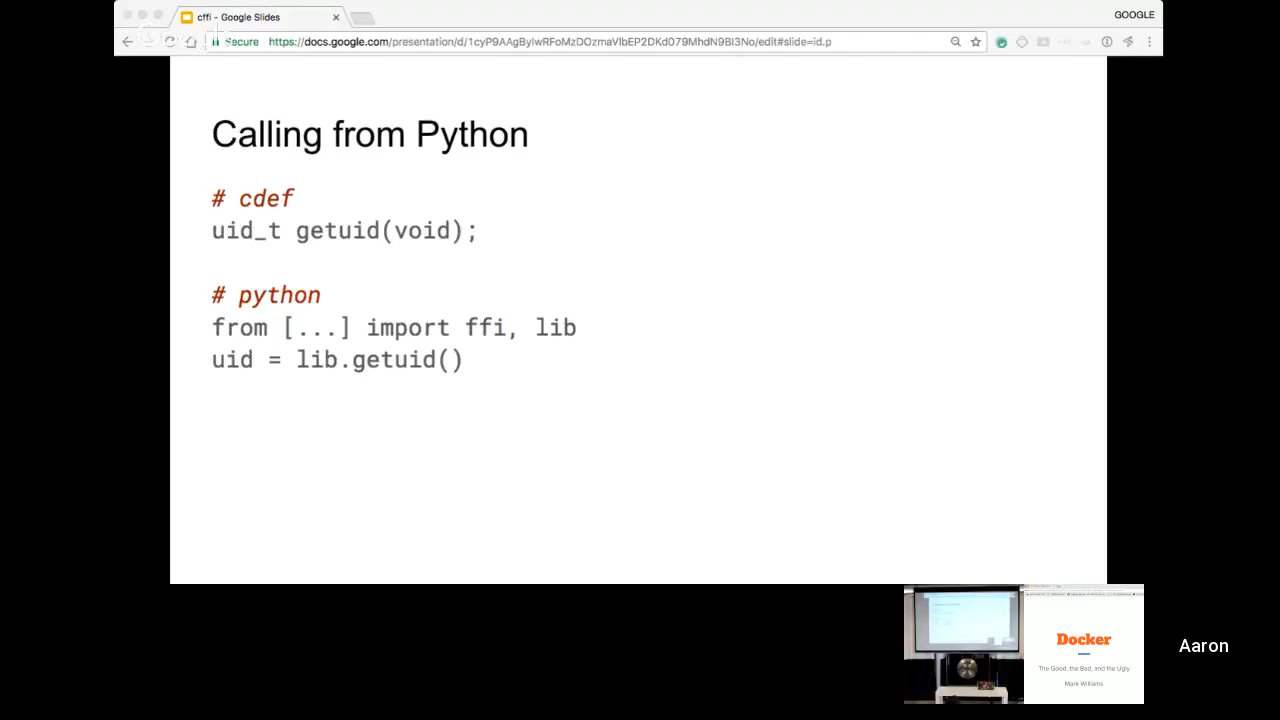 cffi - Google Slides
GOOGLE
Google
Secure
https://docs.google.com/presentation/d/1cyP9AAgBylwRFoMzDOzmaVlbEP2DKd079MhdN9BI3No/edit#slide=id.p
Calling from Python
# cdef
uid_t getuid(void);
# python
from [...] import ffi, lib
uid = lib.getuid()
Docker
The Good, the Bad, and the Ugly
Mark Williams
Aaron